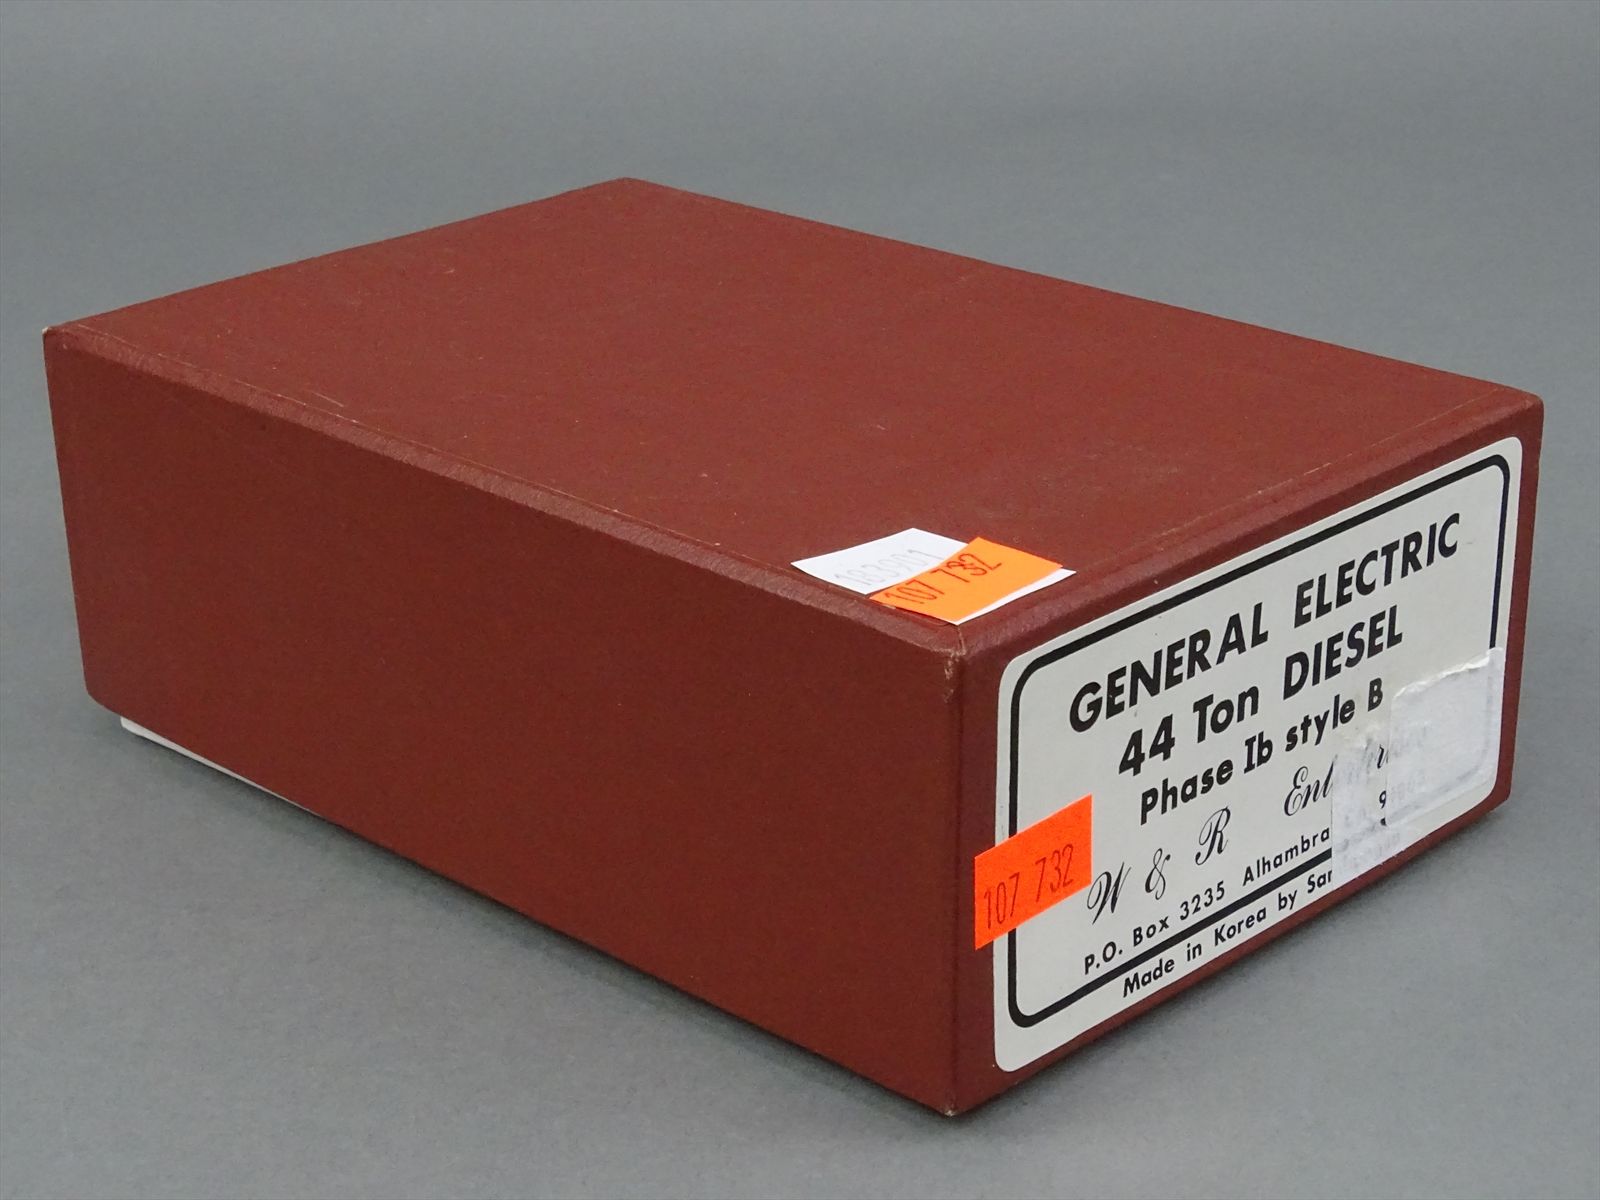 183901
107 732
GENERAL ELECTRIC
44 Ton DIESEL
Phase Ib style B
W & R
107 732
P.O. Box 3235 Alhambra
Made in Korea by